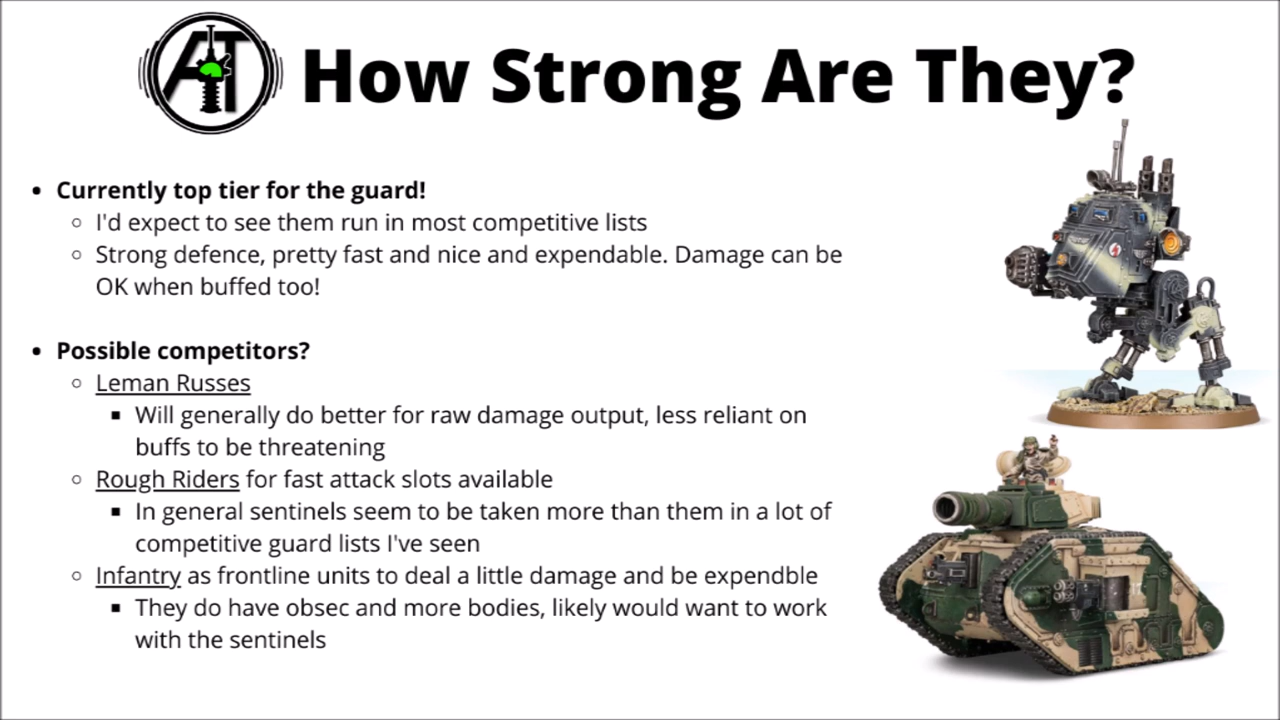 AT
How Strong Are They?
Currently top tier for the guard!
I'd expect to see them run in most competitive lists
Strong defence, pretty fast and nice and expendable. Damage can be
OK when buffed too!
Possible competitors?
Leman Russes
Will generally do better for raw damage output, less reliant on
buffs to be threatening
Rough Riders for fast attack slots available
In general sentinels seem to be taken more than them in a lot of
competitive guard lists I've seen
Infantry as frontline units to deal a little damage and be expendble
They do have obsec and more bodies, likely would want to work
with the sentinels